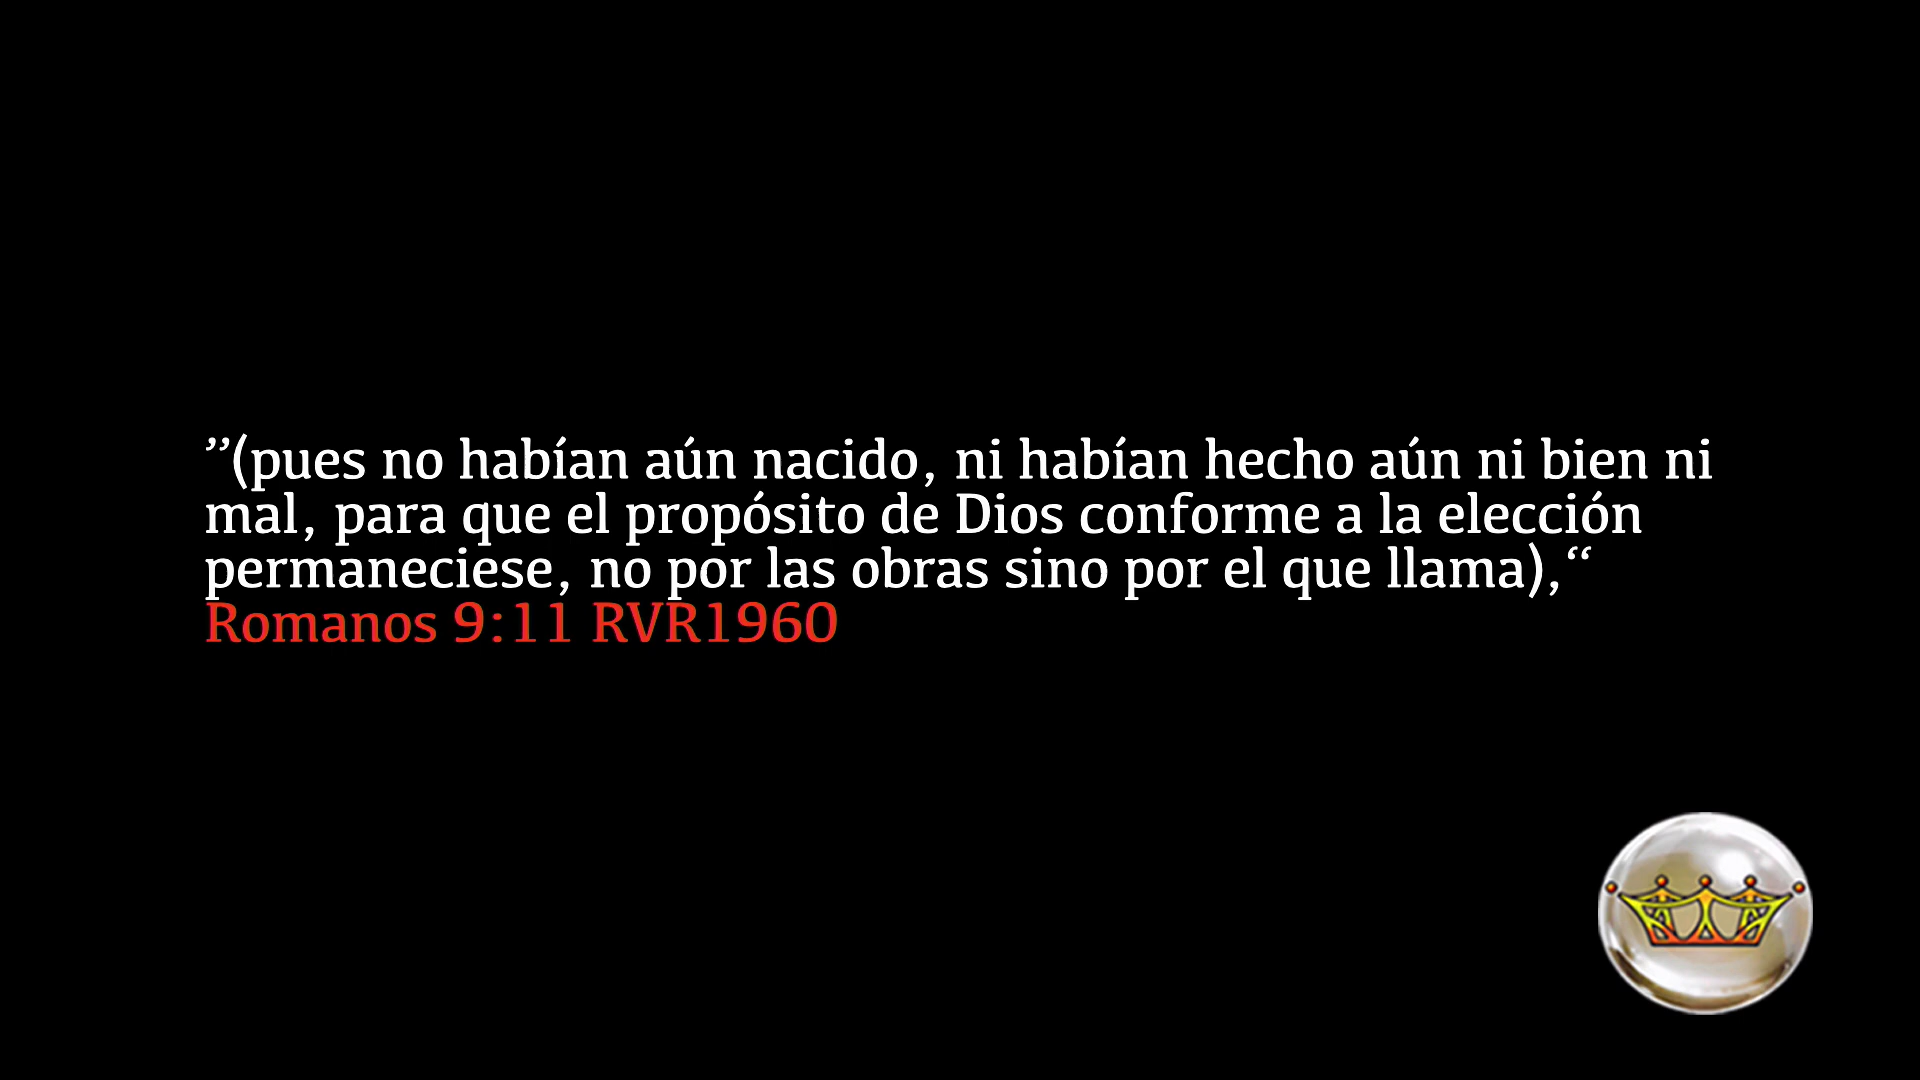 ”(pues no habían aún nacido, ni habían hecho aún ni bien ni
mal, para que el propósito de Dios conforme a la elección
permaneciese, no por las obras sino por el que llama),“
Romanos 9:11 RVR1960